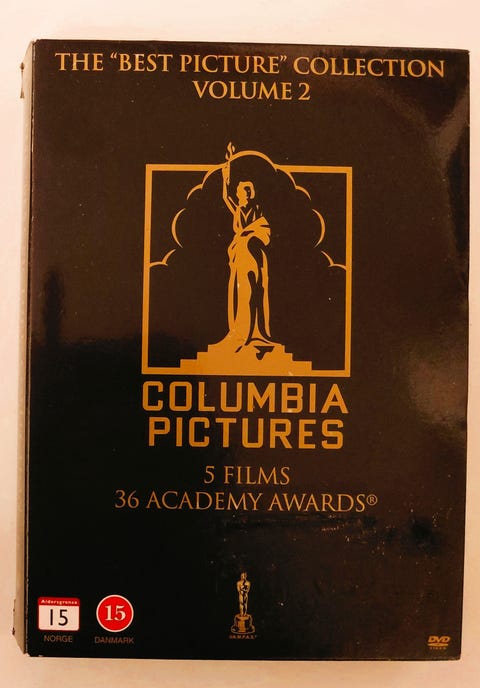 THE "BEST PICTURE" COLLECTION
VOLUME 2
COLUMBIA
PICTURES
5 FILMS
36 ACADEMY AWARDS®
Aldersgrense
15
NORGE
15
DANMARK
©A.M.P.A.S.®
DVD
VIDEO